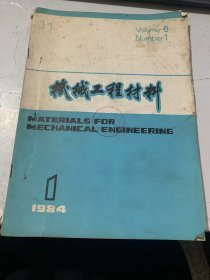 Volume 8
Number 1
機械工程材料
MATERIALS FOR
MECHANICAL ENGINEERING
1
1984